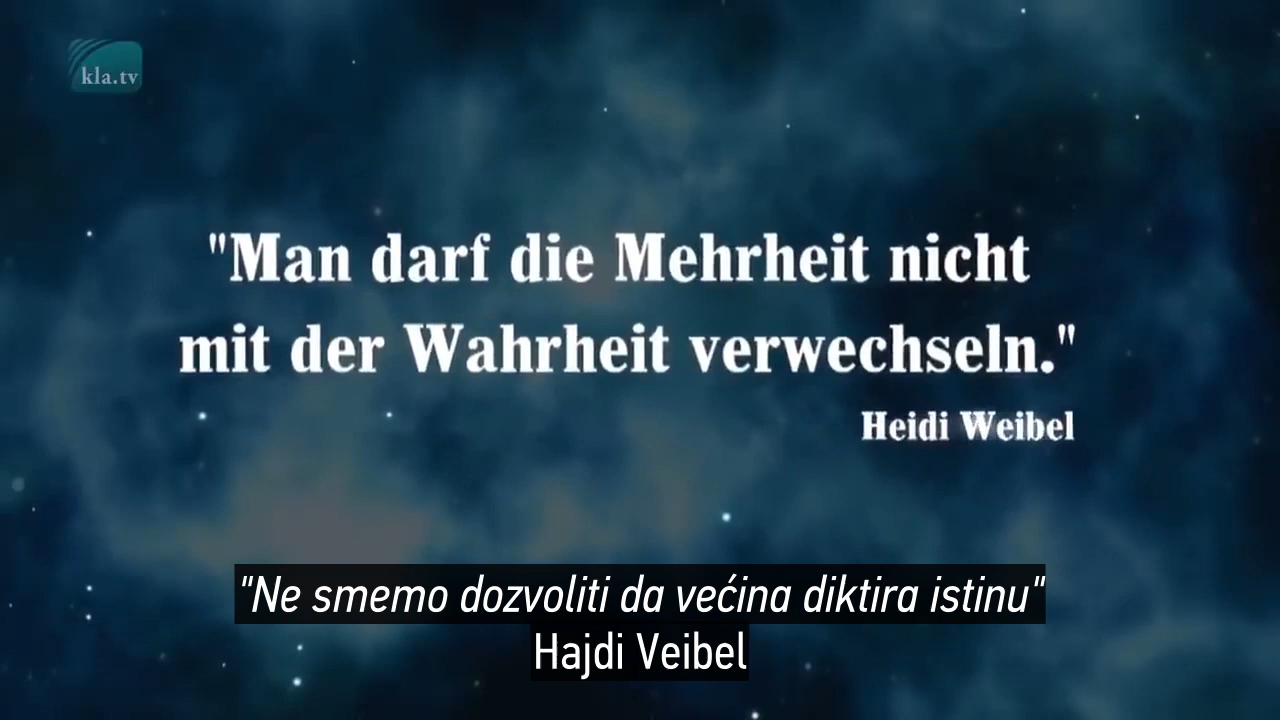 kla.tv
"Man darf die Mehrheit nicht
mit der Wahrheit verwechseln."
Heidi Weibel
"Ne smemo dozvoliti da većina diktira istinu"
Hajdi Veibel